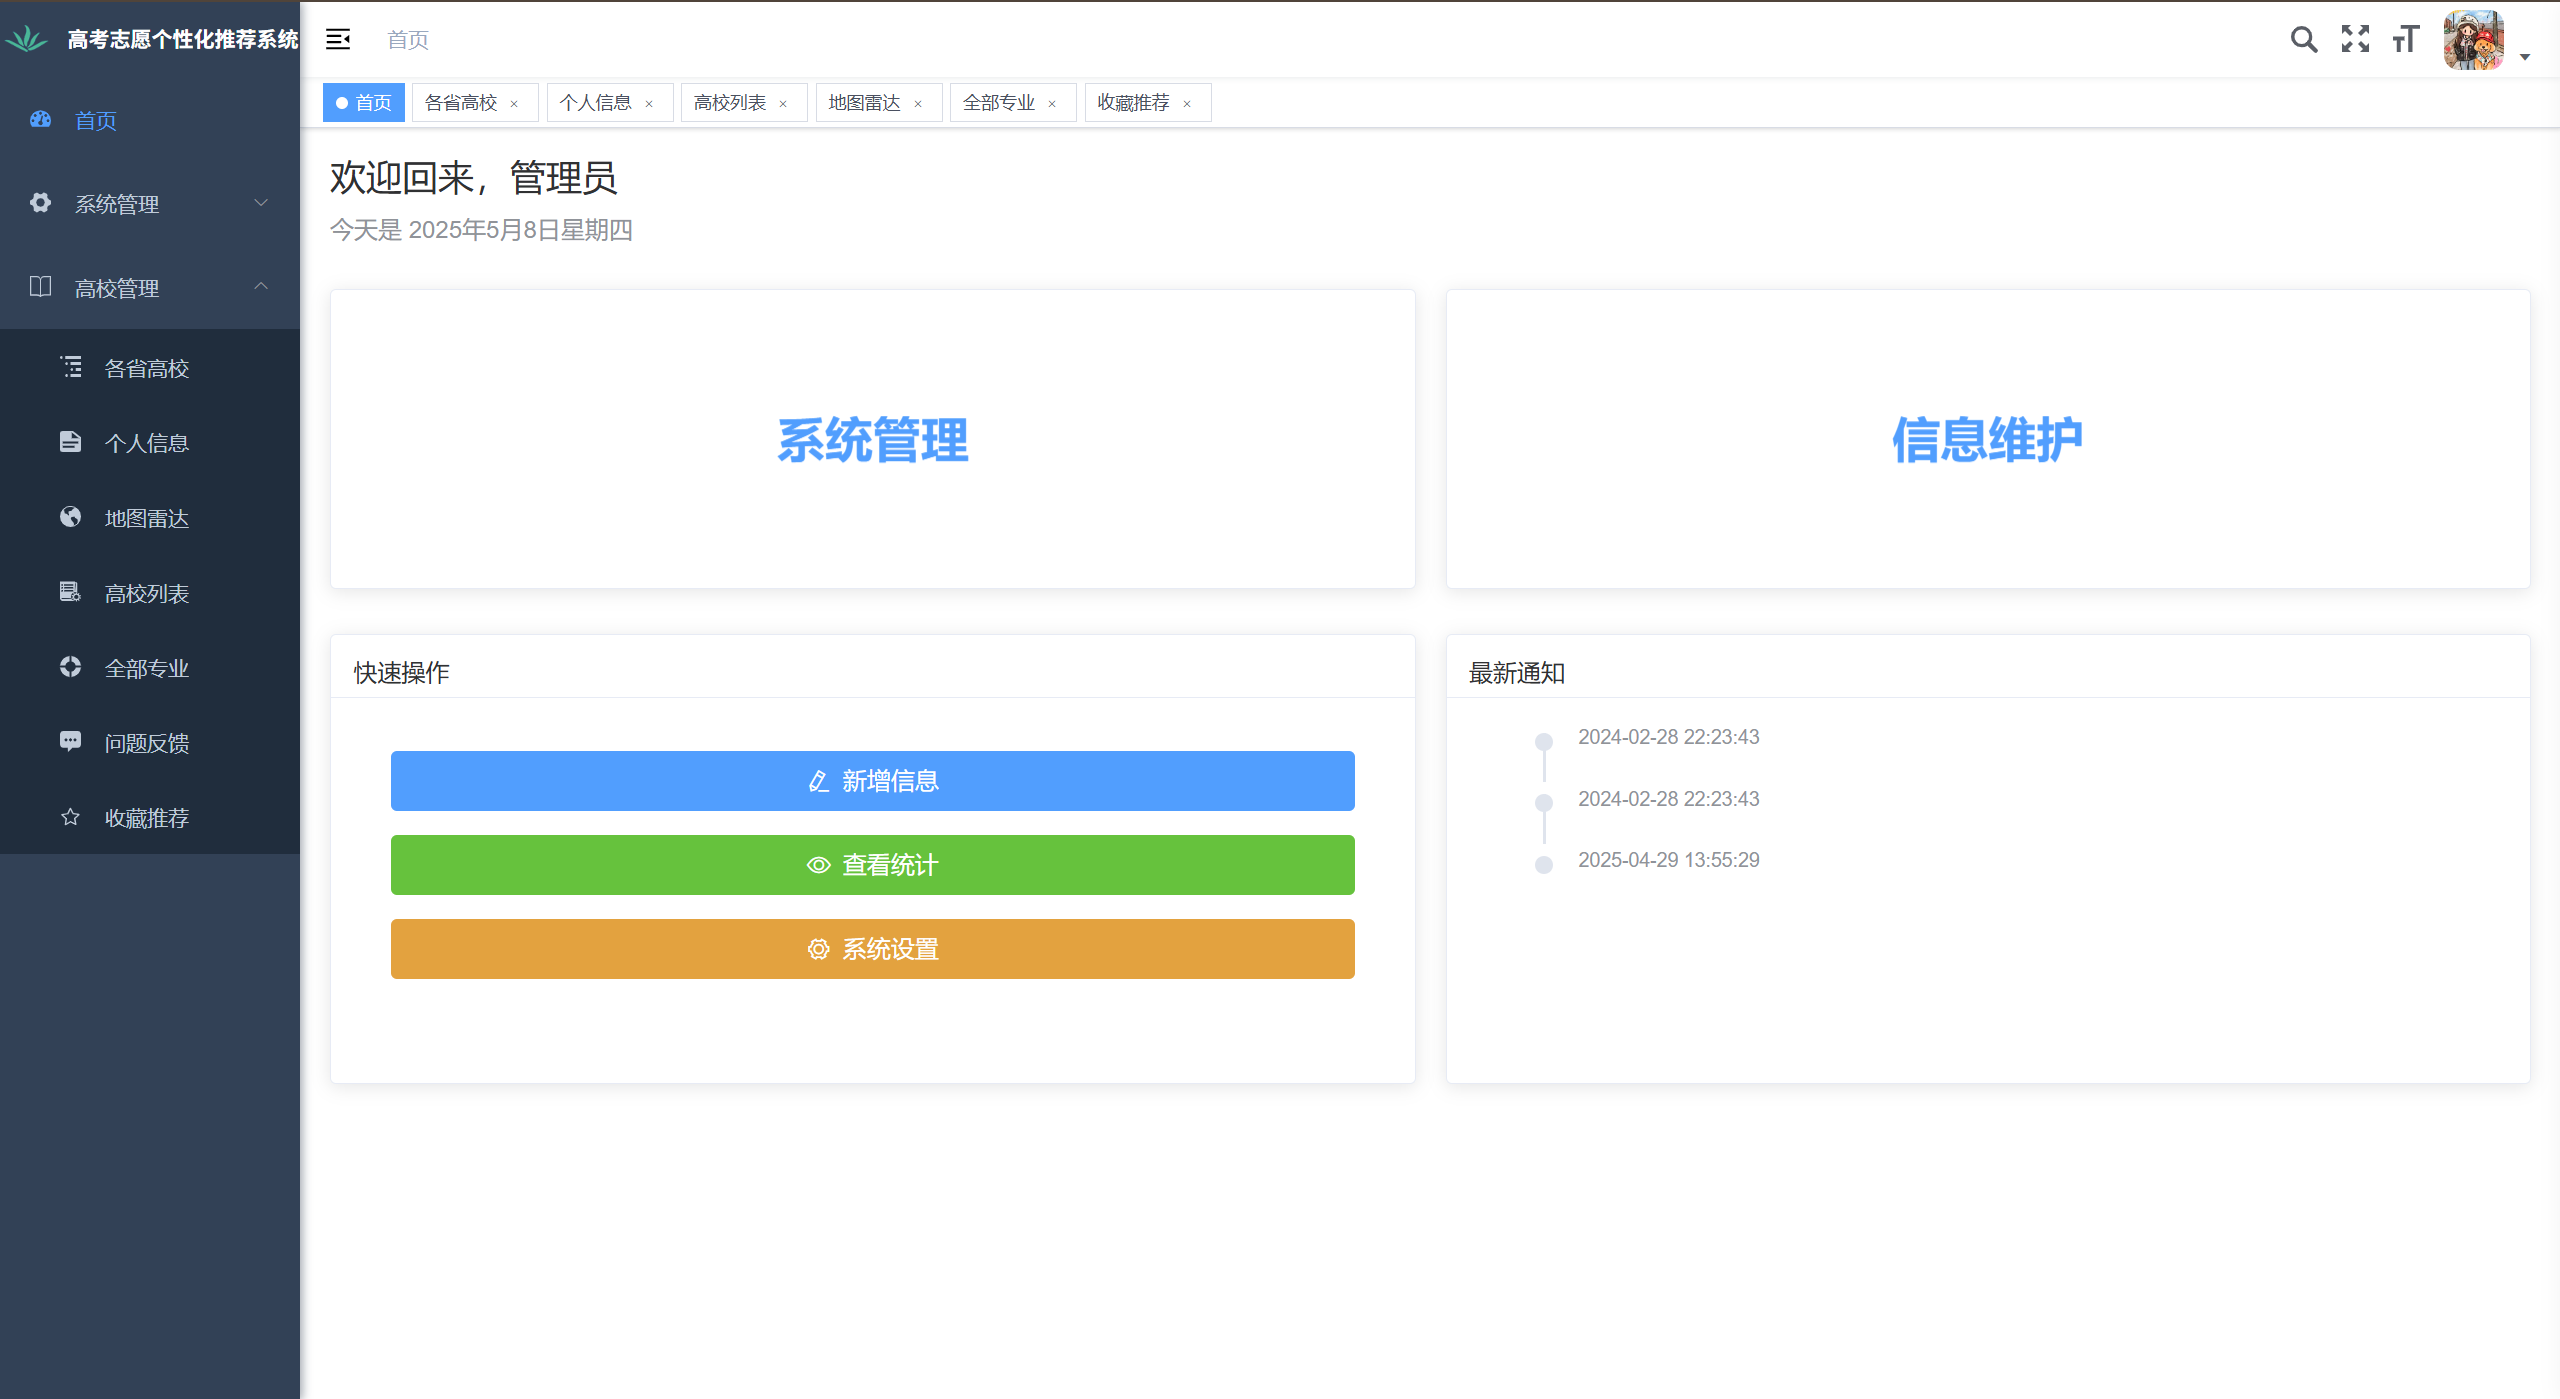 高考志愿个性化推荐系统
首页
首页
系统管理
高校管理
各省高校
个人信息
地图雷达
高校列表
全部专业
问题反馈
收藏推荐
首页 各省高校 × 个人信息 × 高校列表 × 地图雷达 × 全部专业 × 收藏推荐 ×
欢迎回来，管理员
今天是 2025年5月8日星期四
系统管理
信息维护
快速操作
新增信息
查看统计
系统设置
最新通知
2024-02-28 22:23:43
2024-02-28 22:23:43
2025-04-29 13:55:29